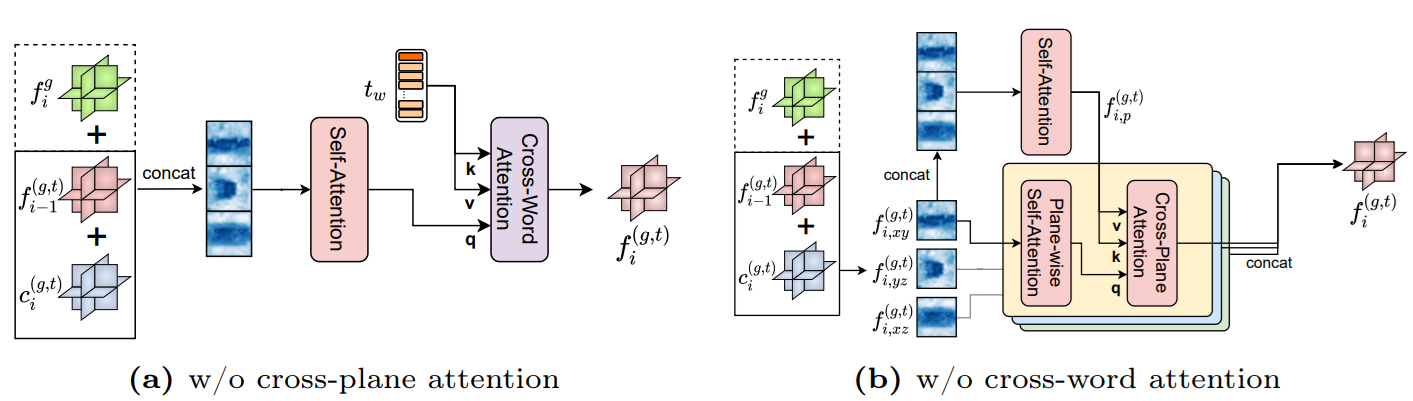 f_i^g
+
f_{i-1}^{(g,t)}
+
c_i^{(g,t)}
concat
Self-Attention
t_w
k
v
q
Cross-Word
Attention
f_i^{(g,t)}
(a) w/o cross-plane attention
f_i^g
+
f_{i-1}^{(g,t)}
+
c_i^{(g,t)}
concat
f_{i,xy}^{(g,t)}
f_{i,yz}^{(g,t)}
f_{i,xz}^{(g,t)}
Self-Attention
f_{i,p}^{(g,t)}
Plane-wise
Self-Attention
v
k
q
Cross-Plane
Attention
concat
f_i^{(g,t)}
(b) w/o cross-word attention